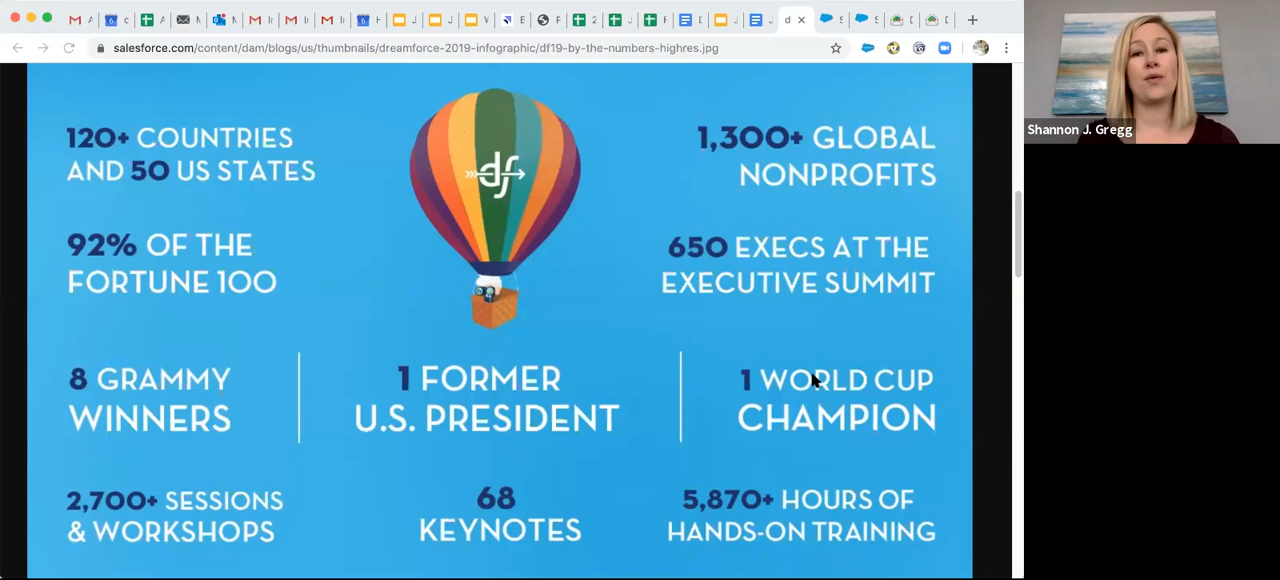 salesforce.com/content/dam/blogs/us/thumbnails/dreamforce-2019-infographic/df19-by-the-numbers-highres.jpg
Shannon J. Gregg
120+ COUNTRIES
AND 50 US STATES
df
1,300+ GLOBAL
NONPROFITS
92% OF THE
FORTUNE 100
650 EXECS AT THE
EXECUTIVE SUMMIT
8 GRAMMY
WINNERS
1 FORMER
U.S. PRESIDENT
1 WORLD CUP
CHAMPION
2,700+ SESSIONS
& WORKSHOPS
68
KEYNOTES
5,870+ HOURS OF
HANDS-ON TRAINING